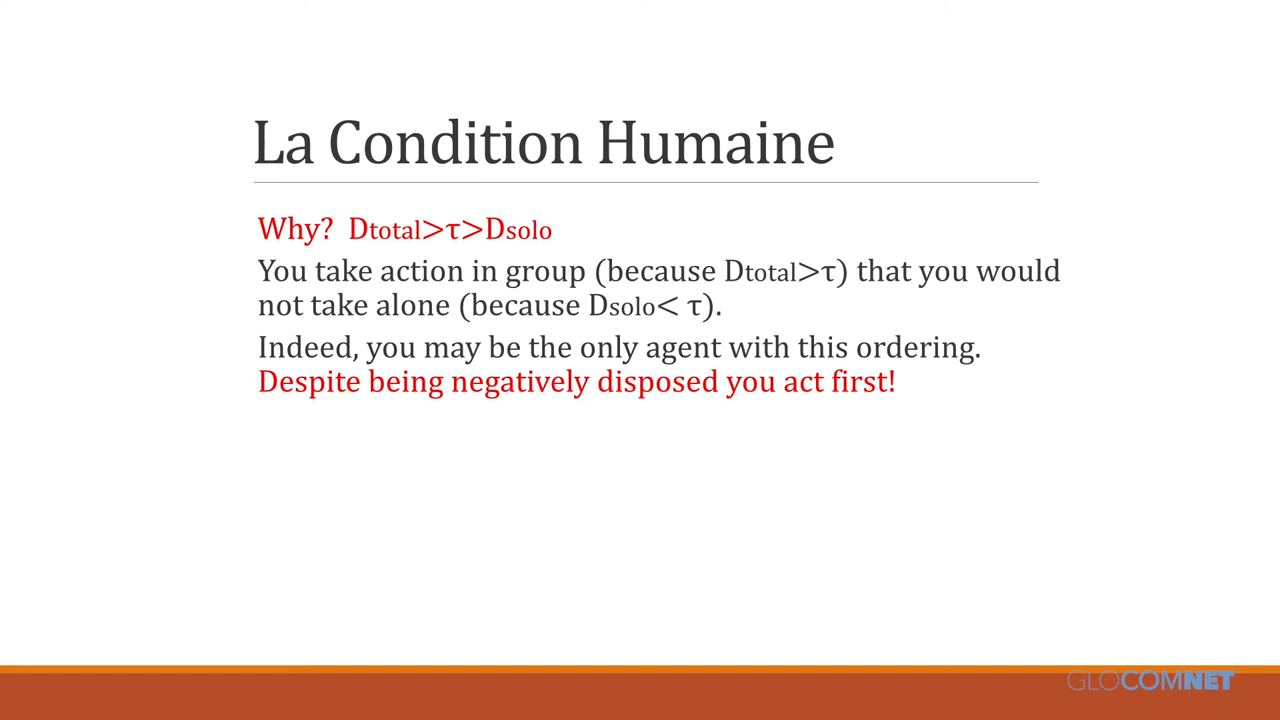 La Condition Humaine
Why? Dtotal>τ>Dsolo
You take action in group (because Dtotal>τ) that you would
not take alone (because Dsolo< τ).
Indeed, you may be the only agent with this ordering.
Despite being negatively disposed you act first!
GLOCOMNET